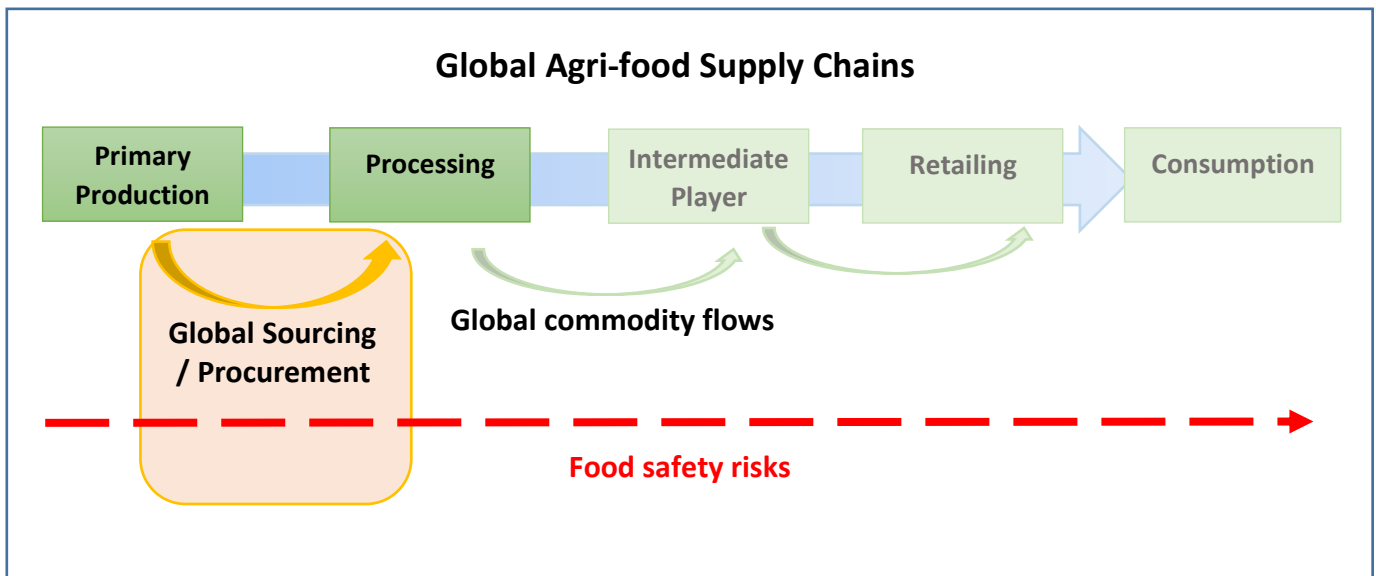 Global Agri-food Supply Chains
Primary
Production
Processing
Intermediate
Player
Retailing
Consumption
Global Sourcing
/ Procurement
Global commodity flows
Food safety risks